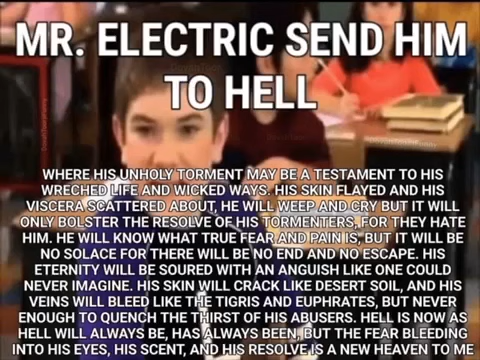 MR. ELECTRIC SEND HIM
TO HELL
WHERE HIS UNHOLY TORMENT MAY BE A TESTAMENT TO HIS
WRECHED LIFE AND WICKED WAYS. HIS SKIN FLAYED AND HIS
VISCERA SCATTERED ABOUT, HE WILL WEEP AND CRY BUT IT WILL
ONLY BOLSTER THE RESOLVE OF HIS TORMENTERS, FOR THEY HATE
HIM. HE WILL KNOW WHAT TRUE FEAR AND PAIN IS, BUT IT WILL BE
NO SOLACE FOR THERE WILL BE NO END AND NO ESCAPE. HIS
ETERNITY WILL BE SOURED WITH AN ANGUISH LIKE ONE COULD
NEVER IMAGINE. HIS SKIN WILL CRACK LIKE DESERT SOIL, AND HIS
VEINS WILL BLEED LIKE THE TIGRIS AND EUPHRATES, BUT NEVER
ENOUGH TO QUENCH THE THIRST OF HIS ABUSERS. HELL IS NOW AS
HELL WILL ALWAYS BE, HAS ALWAYS BEEN, BUT THE FEAR BLEEDING
INTO HIS EYES, HIS SCENT, AND HIS RESOLVE IS A NEW HEAVEN TO ME